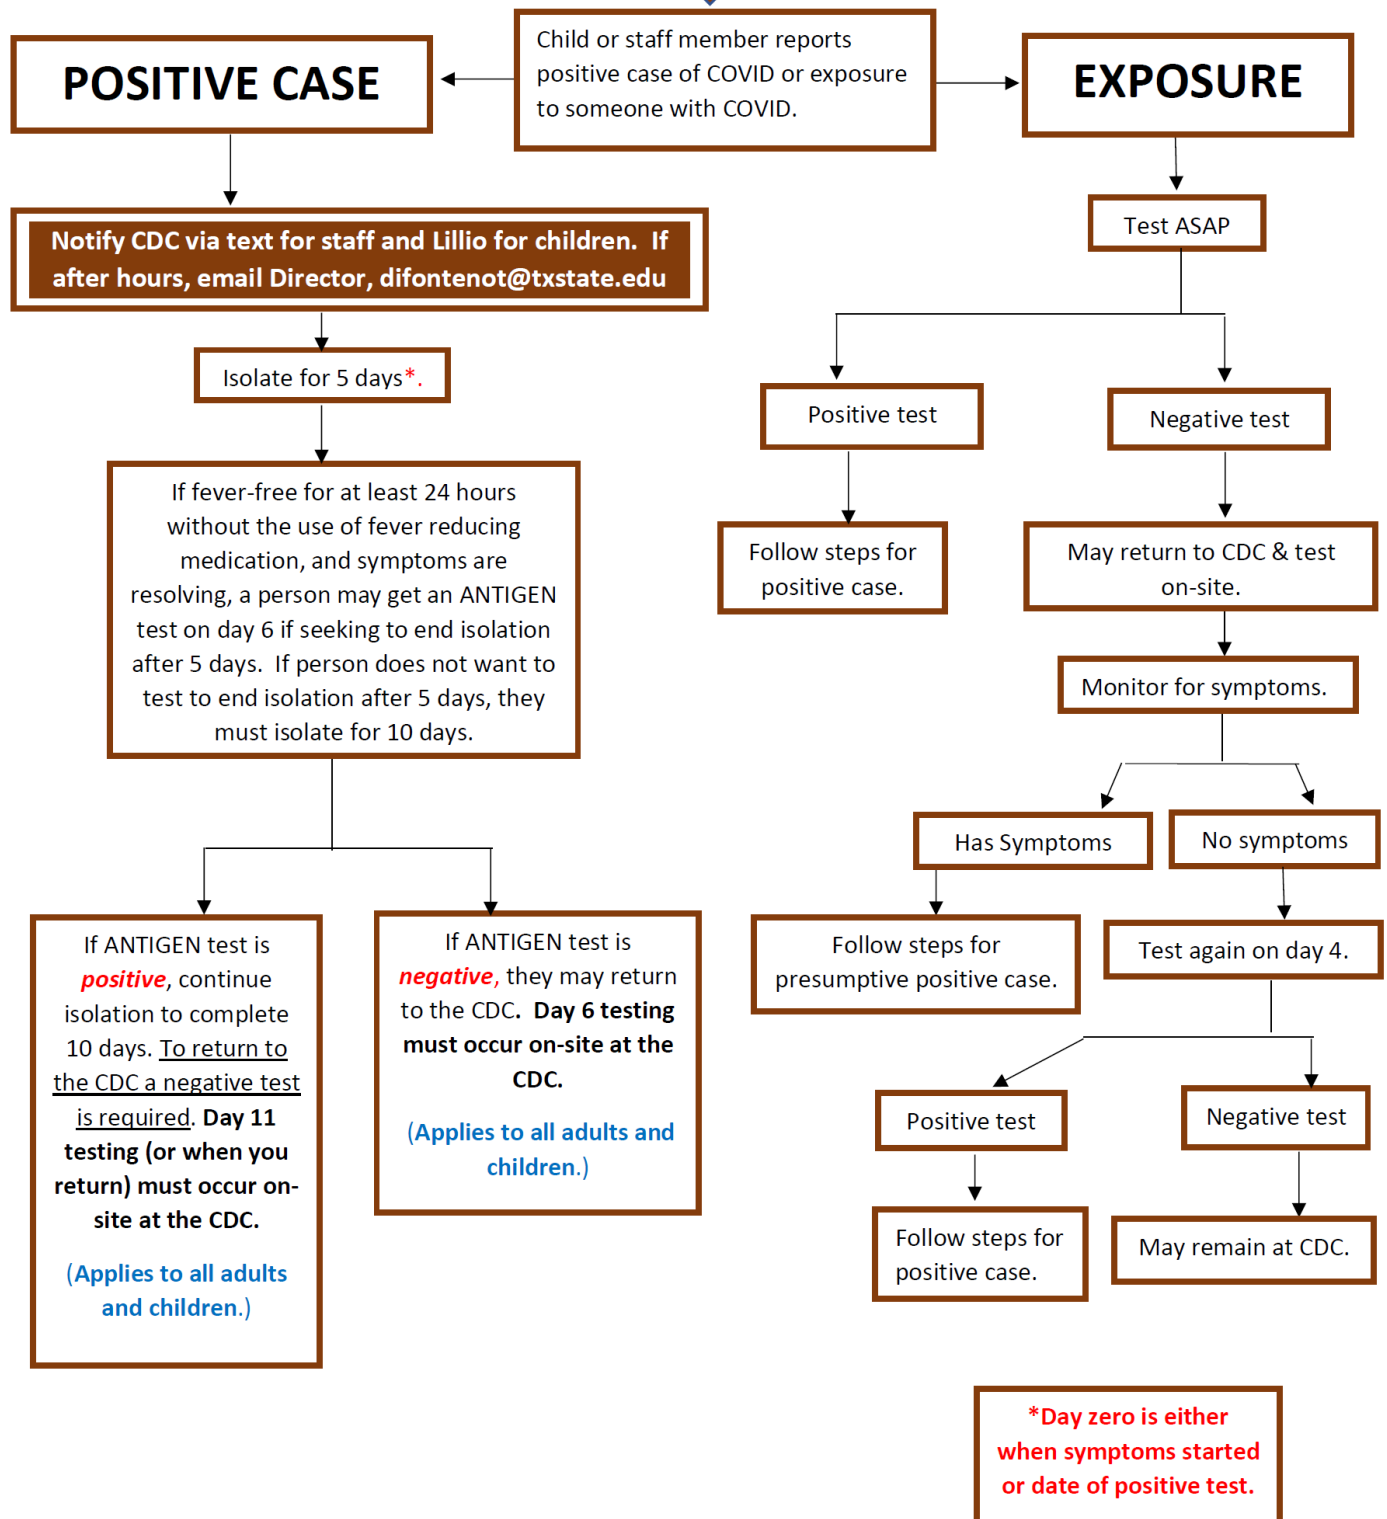 Child or staff member reports
positive case of COVID or exposure
to someone with COVID.
POSITIVE CASE
EXPOSURE
Notify CDC via text for staff and Lillio for children.  If
after hours, email Director, difontenot@txstate.edu
Isolate for 5 days*.
If fever-free for at least 24 hours
without the use of fever reducing
medication, and symptoms are
resolving, a person may get an ANTIGEN
test on day 6 if seeking to end isolation
after 5 days.  If person does not want to
test to end isolation after 5 days, they
must isolate for 10 days.
If ANTIGEN test is
positive, continue
isolation to complete
10 days. To return to
the CDC a negative test
is required. Day 11
testing (or when you
return) must occur on-
site at the CDC.
(Applies to all adults
and children.)
If ANTIGEN test is
negative, they may return
to the CDC.  Day 6 testing
must occur on-site at the
CDC.
(Applies to all adults and
children.)
Test ASAP
Positive test
Negative test
Follow steps for
positive case.
May return to CDC & test
on-site.
Monitor for symptoms.
Has Symptoms
No symptoms
Follow steps for
presumptive positive case.
Test again on day 4.
Positive test
Negative test
Follow steps for
positive case.
May remain at CDC.
*Day zero is either
when symptoms started
or date of positive test.